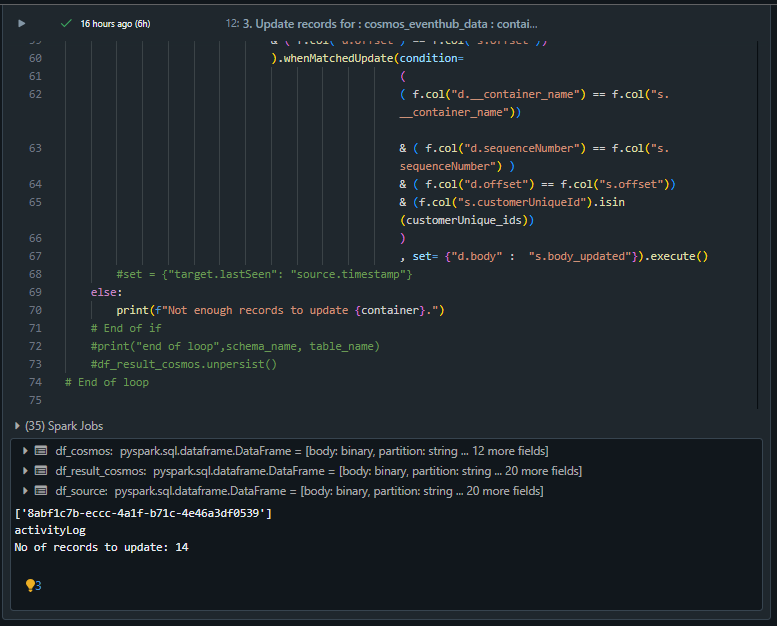 16 hours ago (6h)
12: 3. Update records for : cosmos_eventhub_data : contai...
60 ).whenMatchedUpdate(condition=
61 (
62 ( f.col("d.__container_name") == f.col("s.
__container_name"))
63 & ( f.col("d.sequenceNumber") == f.col("s.
sequenceNumber") )
64 & ( f.col("d.offset") == f.col("s.offset"))
65 & (f.col("s.customerUniqueId").isin
(customerUnique_ids))
66 )
67 , set= {"d.body" :  "s.body_updated"}).execute()
68 #set = {"target.lastSeen": "source.timestamp"}
69 else:
70 print(f"Not enough records to update {container}.")
71 # End of if
72 #print("end of loop",schema_name, table_name)
73 #df_result_cosmos.unpersist()
74 # End of loop
75
(35) Spark Jobs
df_cosmos: pyspark.sql.dataframe.DataFrame = [body: binary, partition: string ... 12 more fields]
df_result_cosmos: pyspark.sql.dataframe.DataFrame = [body: binary, partition: string ... 20 more fields]
df_source: pyspark.sql.dataframe.DataFrame = [body: binary, partition: string ... 20 more fields]
['8abf1c7b-eccc-4a1f-b71c-4e46a3df0539']
activityLog
No of records to update: 14
3